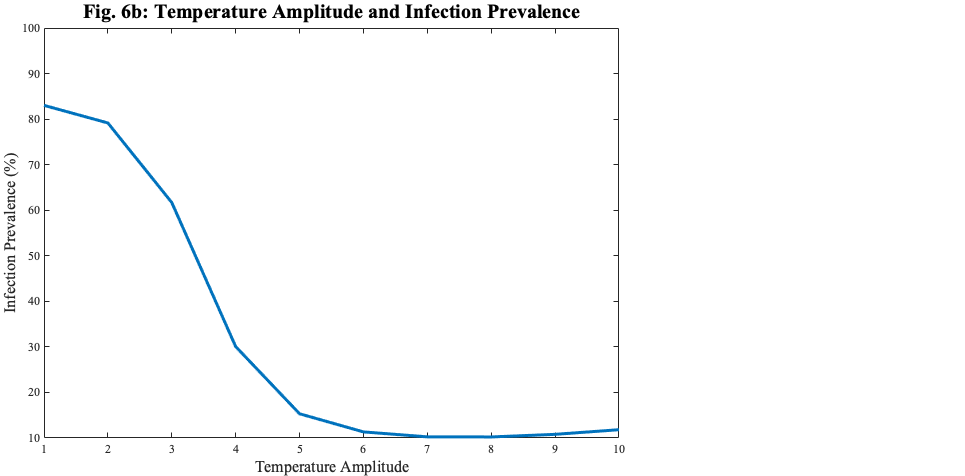 Fig. 6b: Temperature Amplitude and Infection Prevalence
100
90
80
70
60
50
40
30
20
10
Infection Prevalence (%)
1 2 3 4 5 6 7 8 9 10
Temperature Amplitude